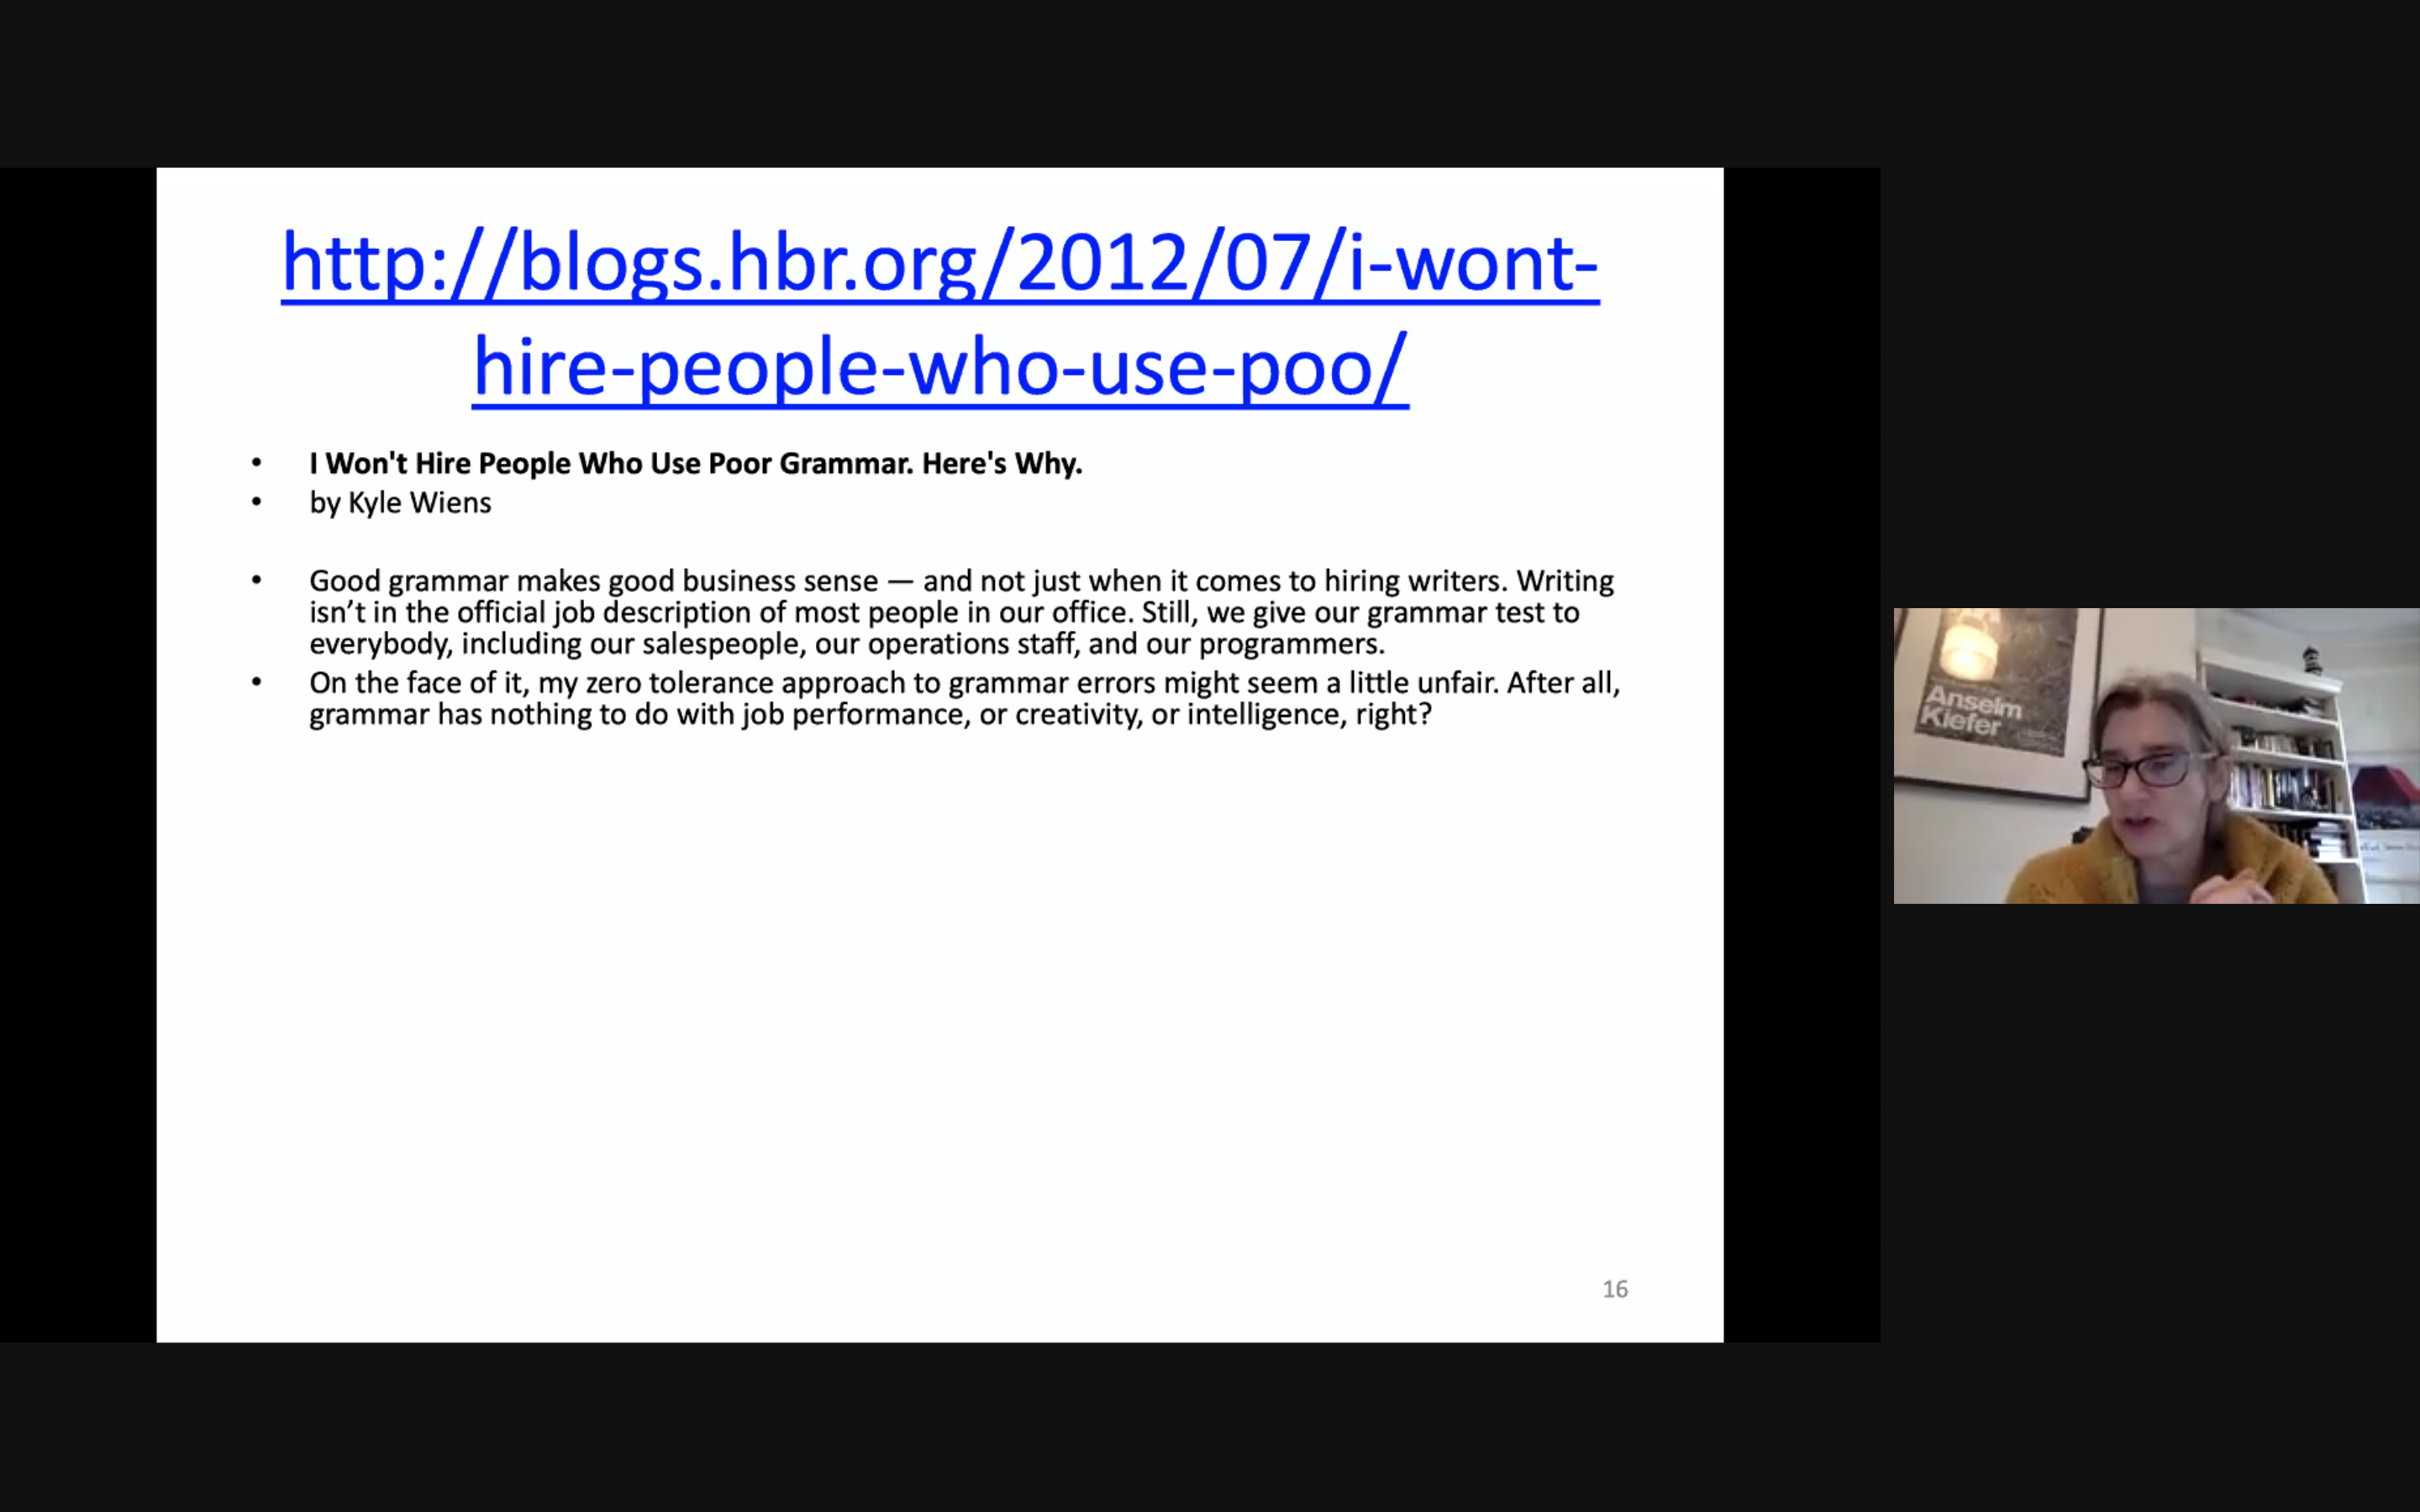 http://blogs.hbr.org/2012/07/i-wont-
hire-people-who-use-poo/
• I Won't Hire People Who Use Poor Grammar. Here's Why.
• by Kyle Wiens
• Good grammar makes good business sense — and not just when it comes to hiring writers. Writing
isn’t in the official job description of most people in our office. Still, we give our grammar test to
everybody, including our salespeople, our operations staff, and our programmers.
• On the face of it, my zero tolerance approach to grammar errors might seem a little unfair. After all,
grammar has nothing to do with job performance, or creativity, or intelligence, right?
16
Anselm
Kiefer